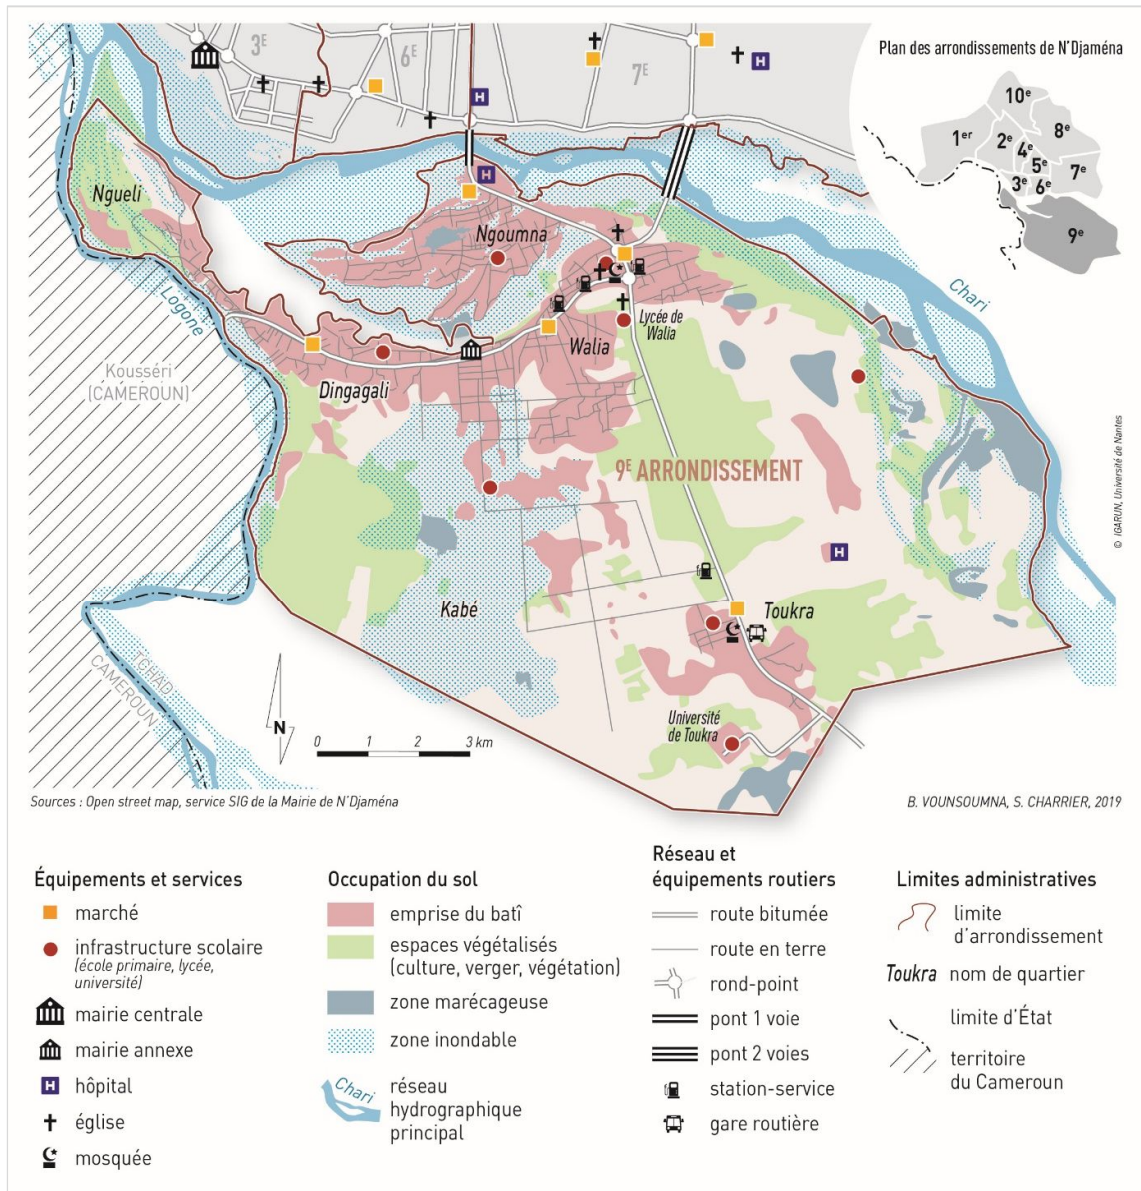 3E
6E
7E
Plan des arrondissements de N'Djaména
10e
1er
2e
8e
4e
5e
7e
3e
6e
9e
Ngueli
Ngoumna
Logone
Chari
Lycée de
Walia
Walia
Kousséri
(CAMEROUN)
Dingagali
9E ARRONDISSEMENT
© IGARUN, Université de Nantes
Kabé
Toukra
TCHAD
CAMEROUN
Université
de Toukra
N
0 1 2 3 km
Sources : Open street map, service SIG de la Mairie de N'Djaména
B. VOUNSOUMNA, S. CHARRIER, 2019
Équipements et services
marché
infrastructure scolaire
(école primaire, lycée,
université)
mairie centrale
mairie annexe
H hôpital
église
mosquée
Occupation du sol
emprise du batî
espaces végétalisés
(culture, verger, végétation)
zone marécageuse
zone inondable
Chari réseau
hydrographique
principal
Réseau et
équipements routiers
route bitumée
route en terre
rond-point
pont 1 voie
pont 2 voies
station-service
gare routière
Limites administratives
limite
d'arrondissement
Toukra nom de quartier
limite d'État
territoire
du Cameroun